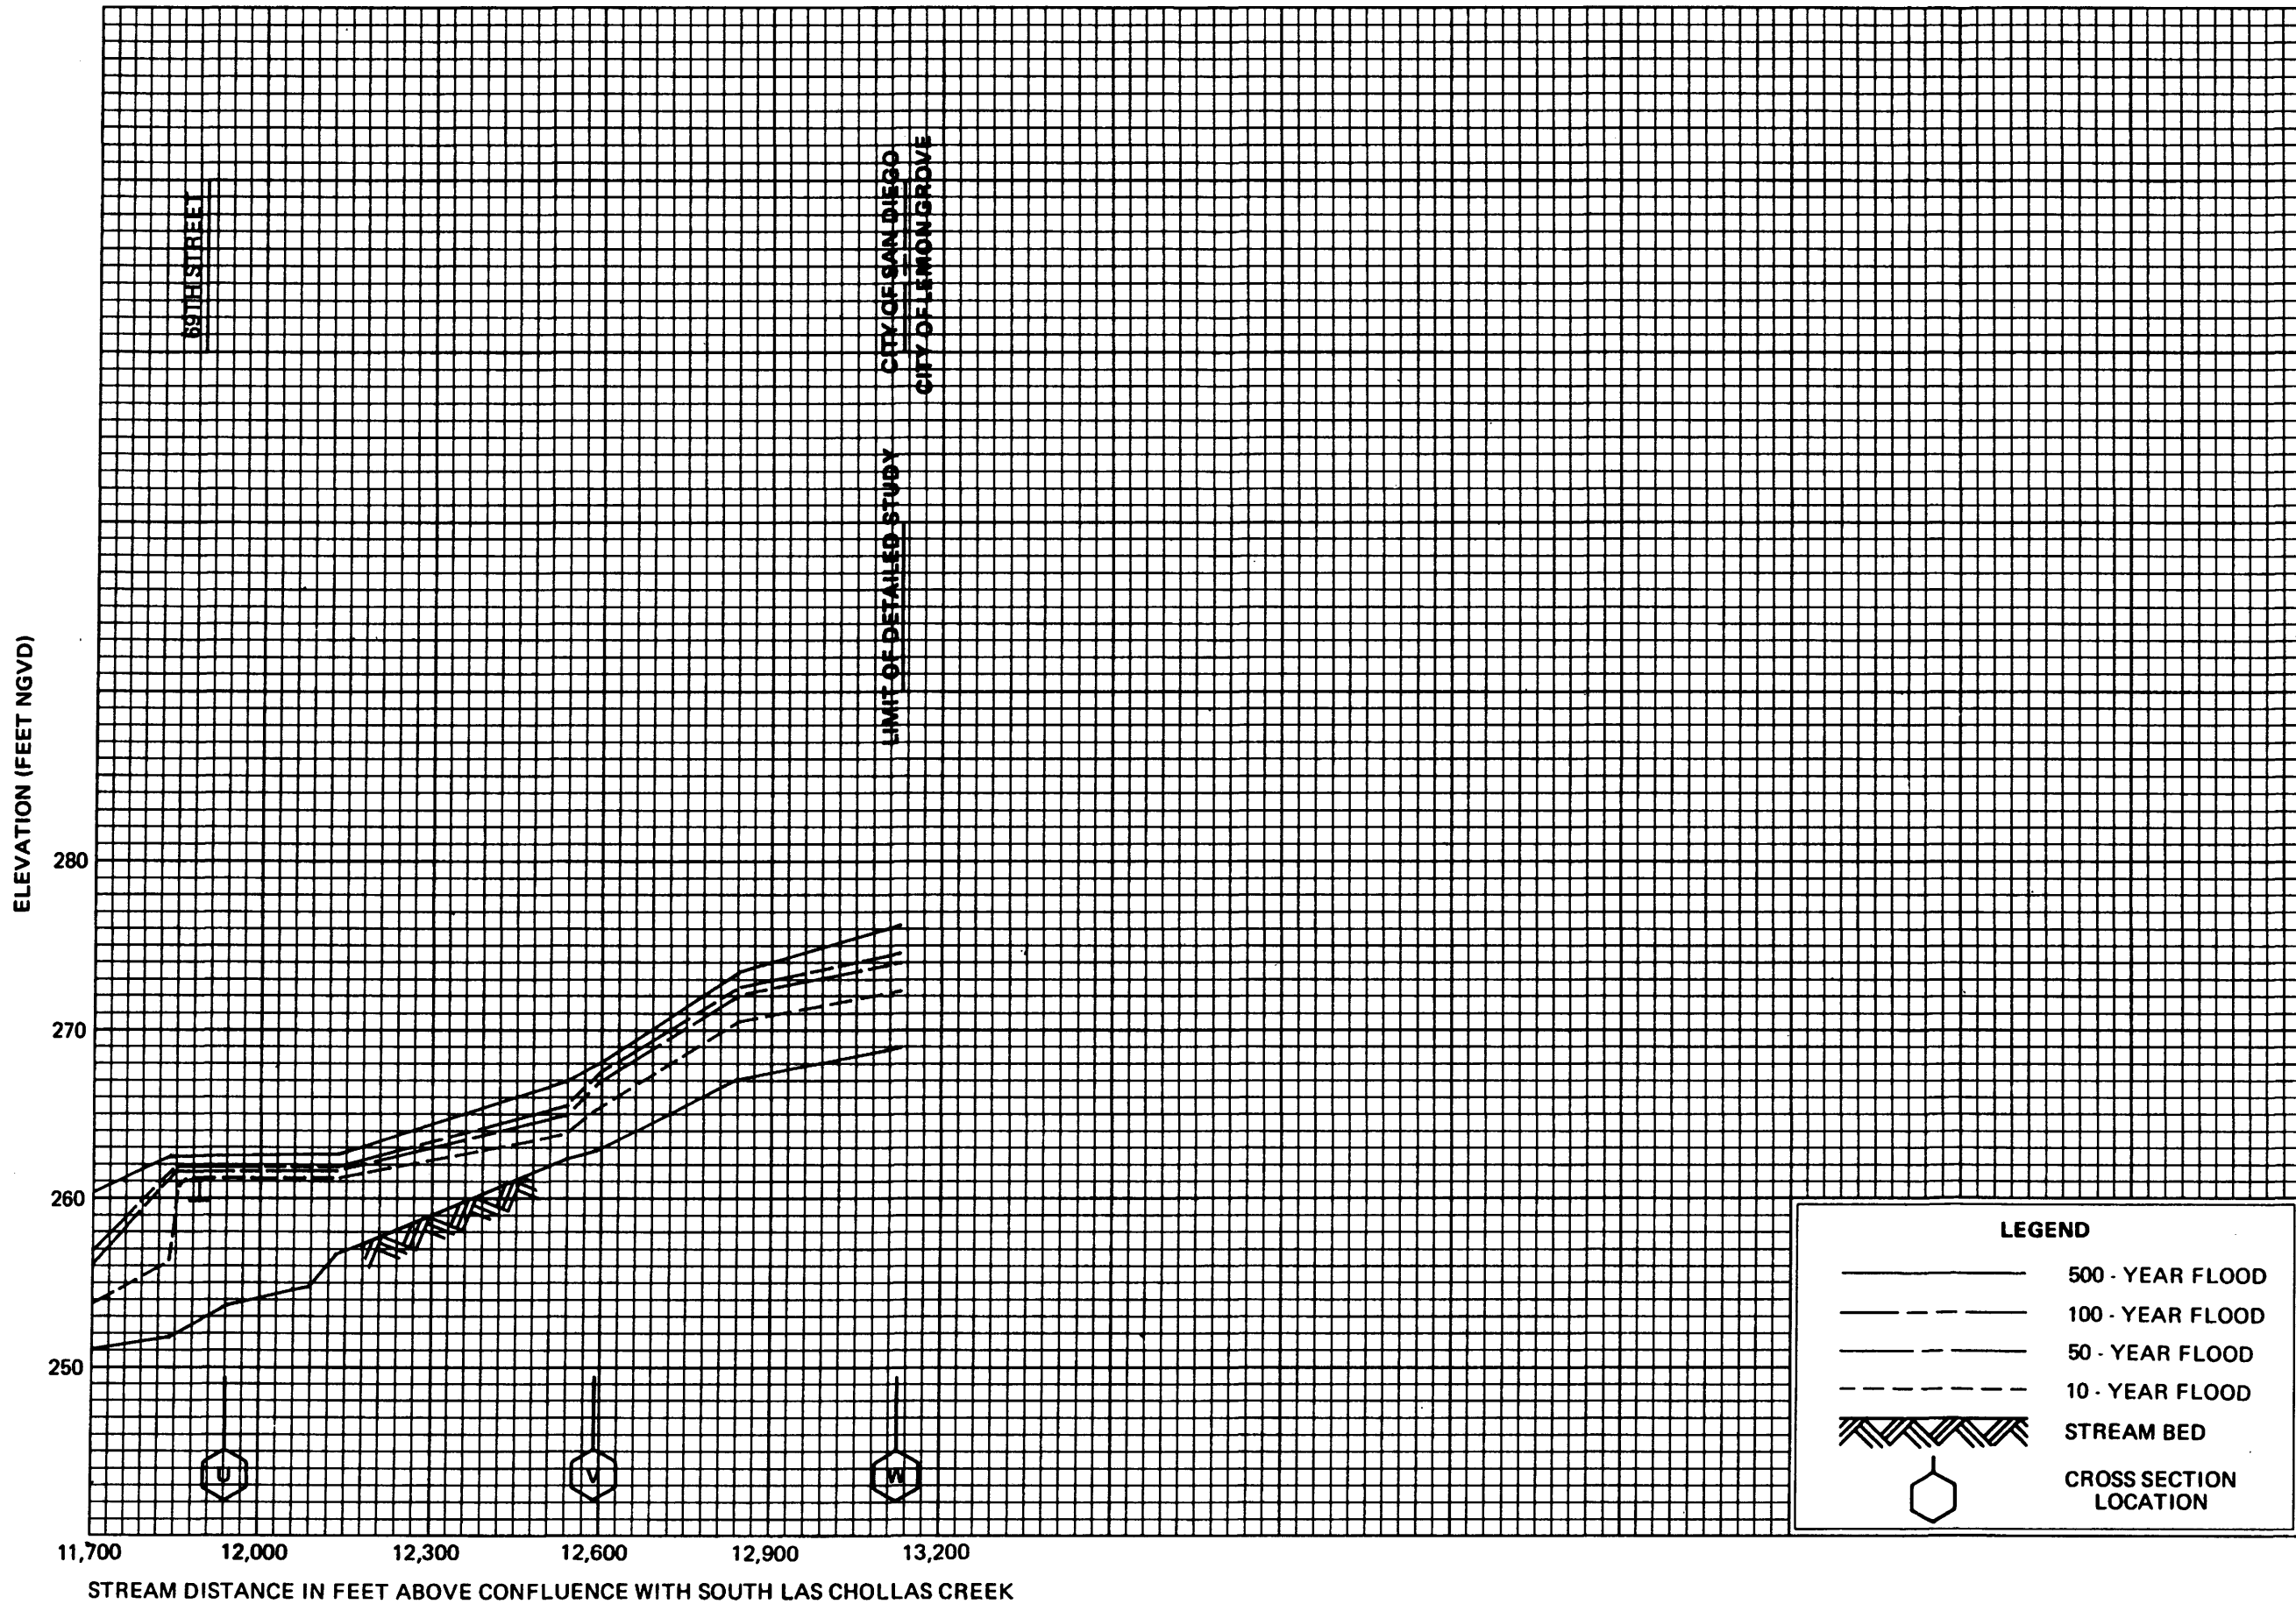 69TH STREET
CITY OF SAN DIEGO
CITY OF LEMON GROVE
LIMIT OF DETAILED STUDY
ELEVATION (FEET NGVD)
280
270
260
250
U
V
W
11,700
12,000
12,300
12,600
12,900
13,200
STREAM DISTANCE IN FEET ABOVE CONFLUENCE WITH SOUTH LAS CHOLLAS CREEK
LEGEND
500 - YEAR FLOOD
100 - YEAR FLOOD
50 - YEAR FLOOD
10 - YEAR FLOOD
STREAM BED
CROSS SECTION
LOCATION